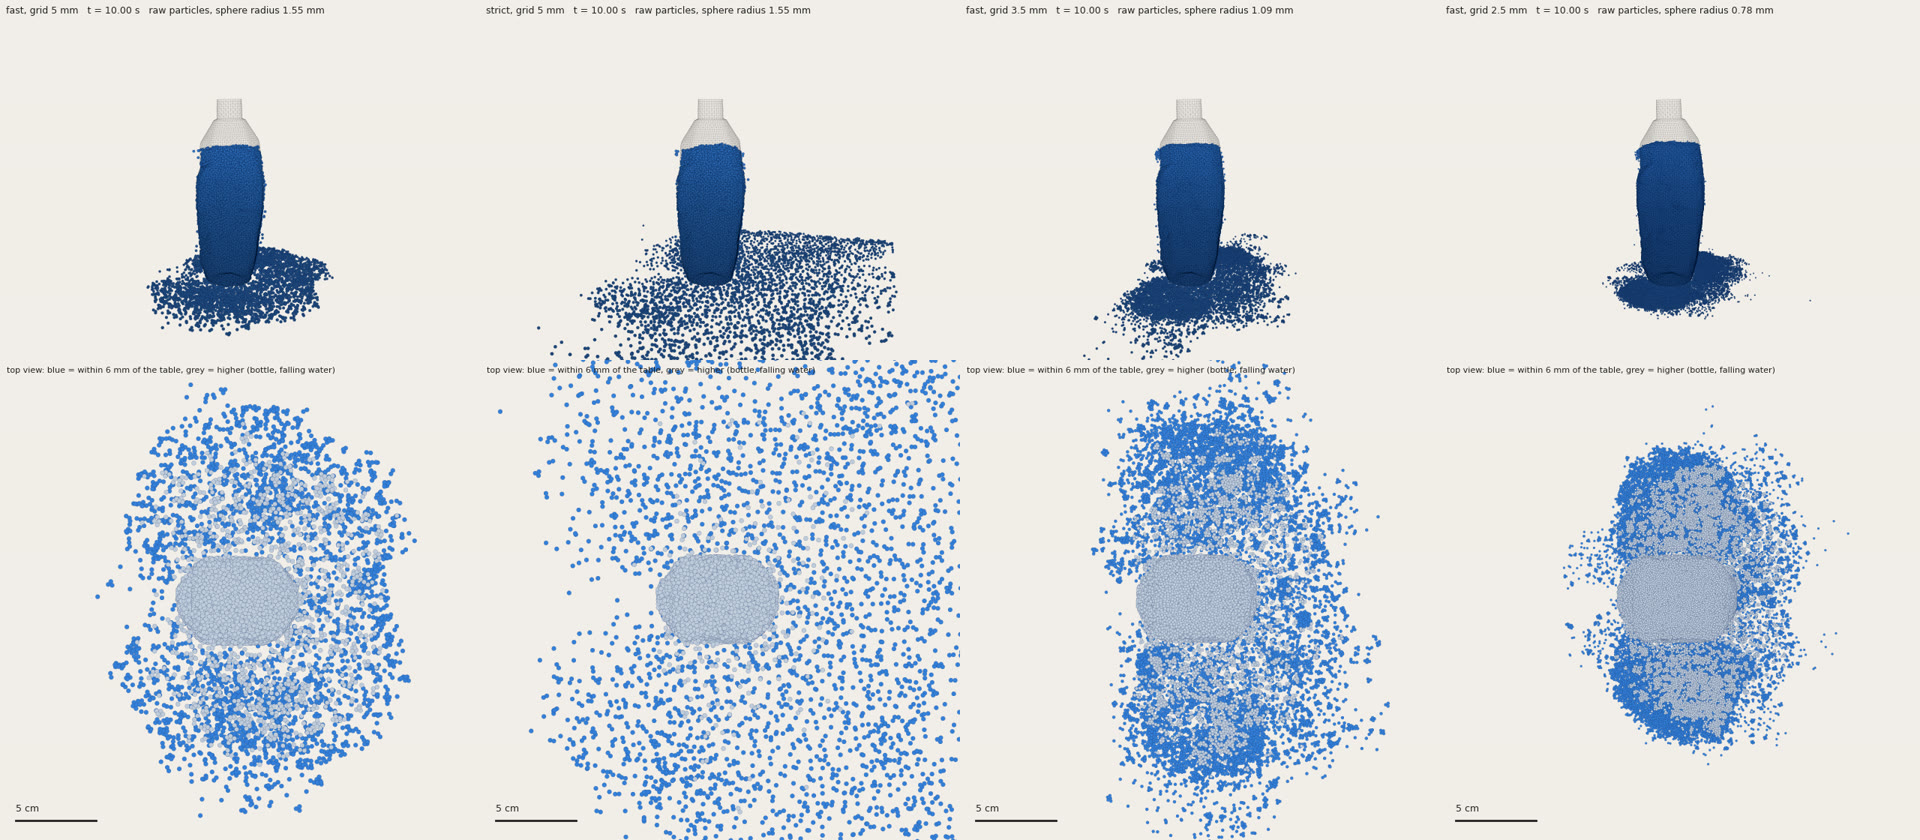 fast, grid 5 mm   t = 10.00 s   raw particles, sphere radius 1.55 mm
strict, grid 5 mm   t = 10.00 s   raw particles, sphere radius 1.55 mm
fast, grid 3.5 mm   t = 10.00 s   raw particles, sphere radius 1.09 mm
fast, grid 2.5 mm   t = 10.00 s   raw particles, sphere radius 0.78 mm
top view: blue = within 6 mm of the table, grey = higher (bottle, falling water)
top view: blue = within 6 mm of the table, grey = higher (bottle, falling water)
top view: blue = within 6 mm of the table, grey = higher (bottle, falling water)
top view: blue = within 6 mm of the table, grey = higher (bottle, falling water)
5 cm
5 cm
5 cm
5 cm